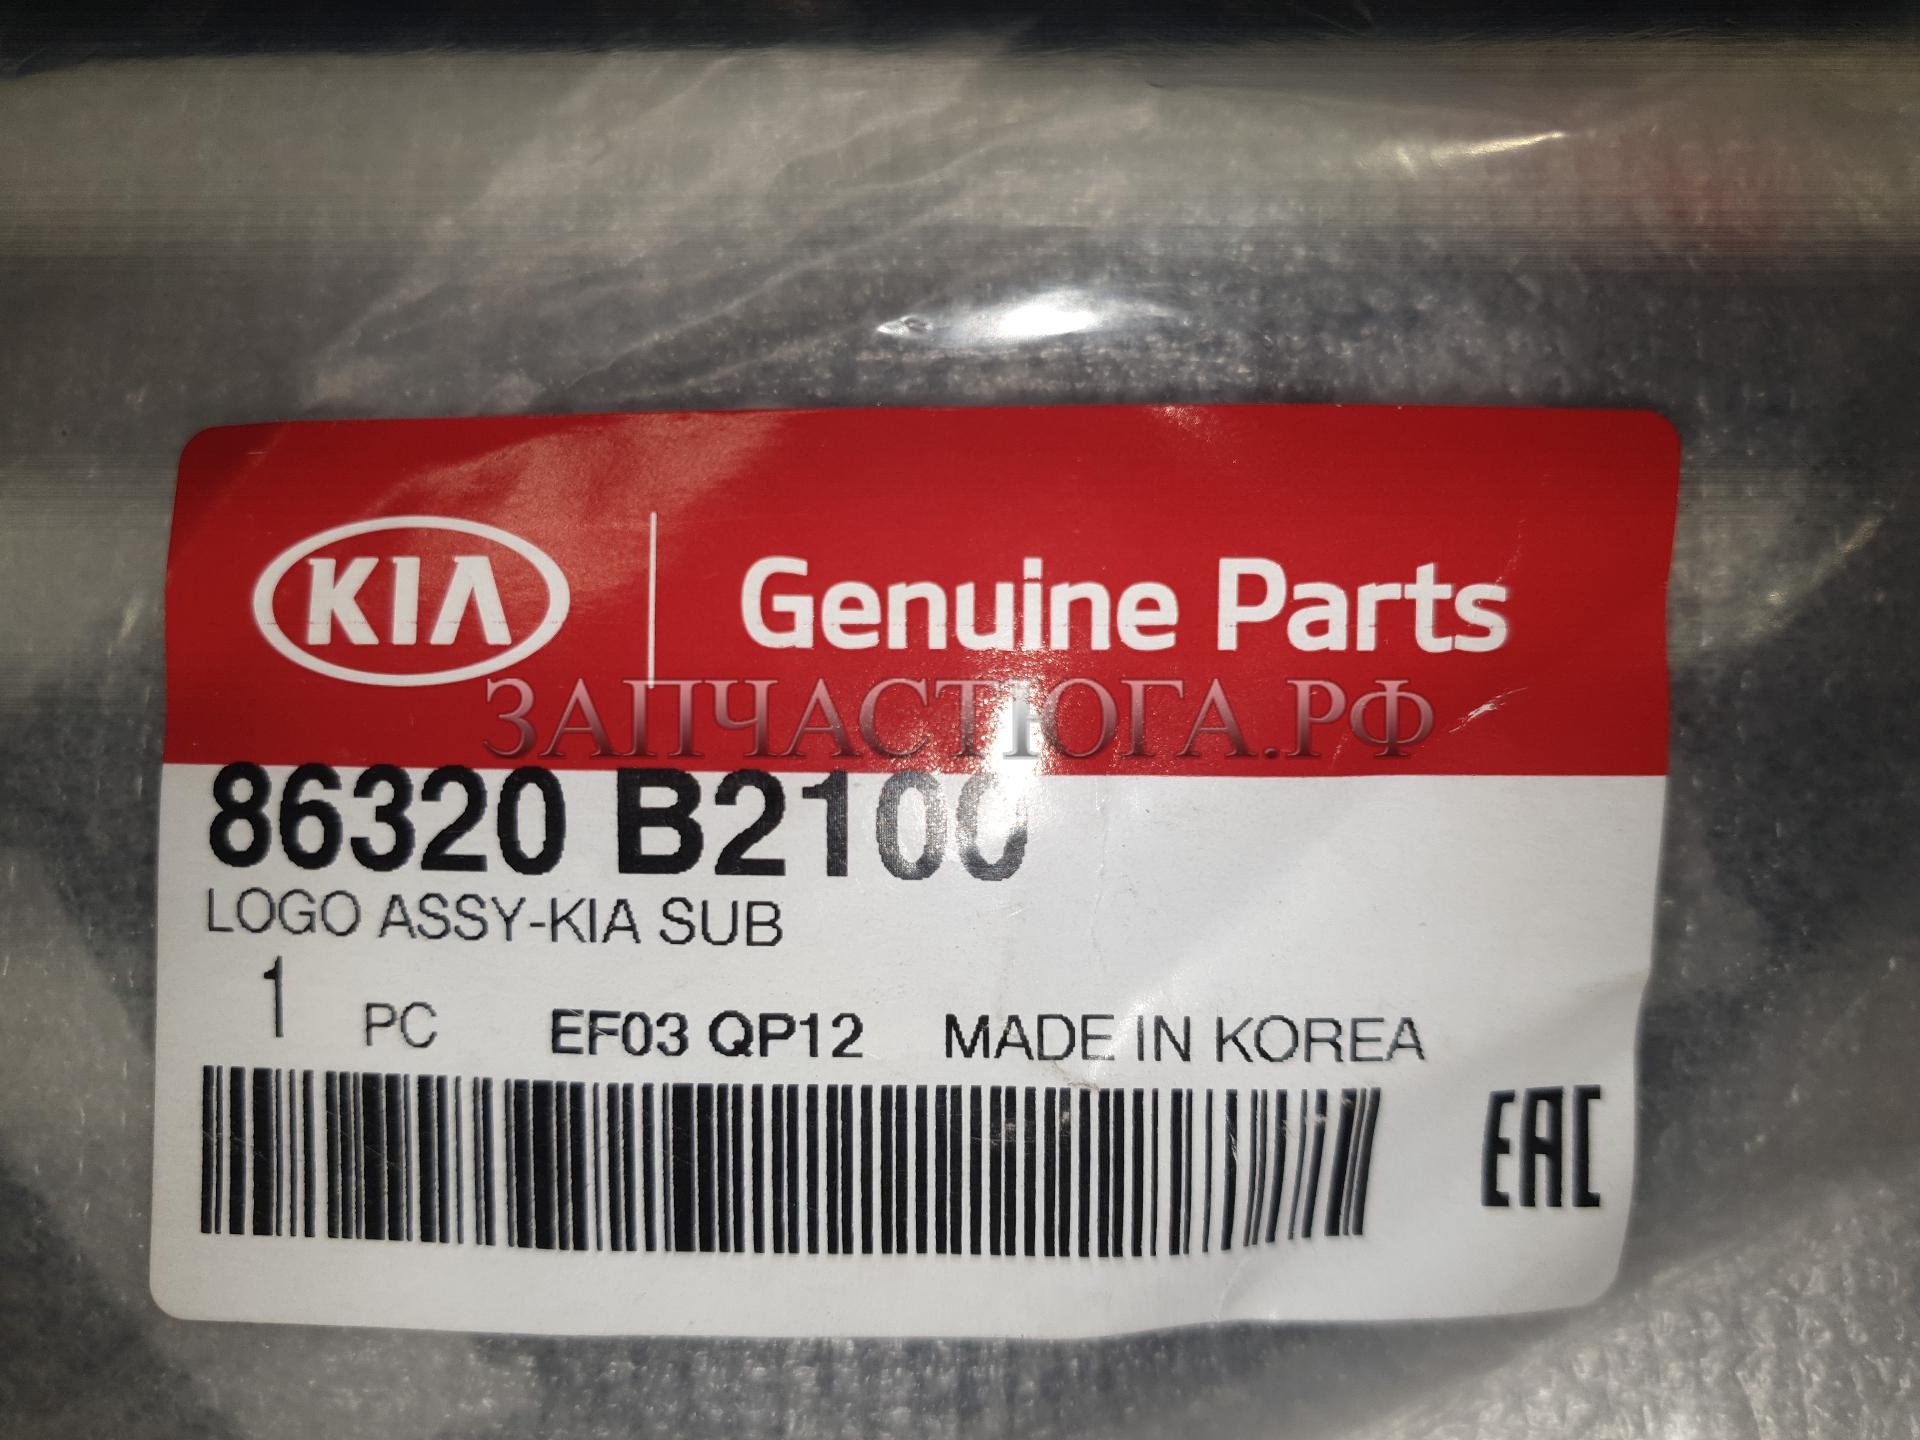 KIA Genuine Parts
ЗАПЧАСТЮГА.РФ
86320 B2100
LOGO ASSY-KIA SUB
1 PC EF03 QP12 MADE IN KOREA
EAC